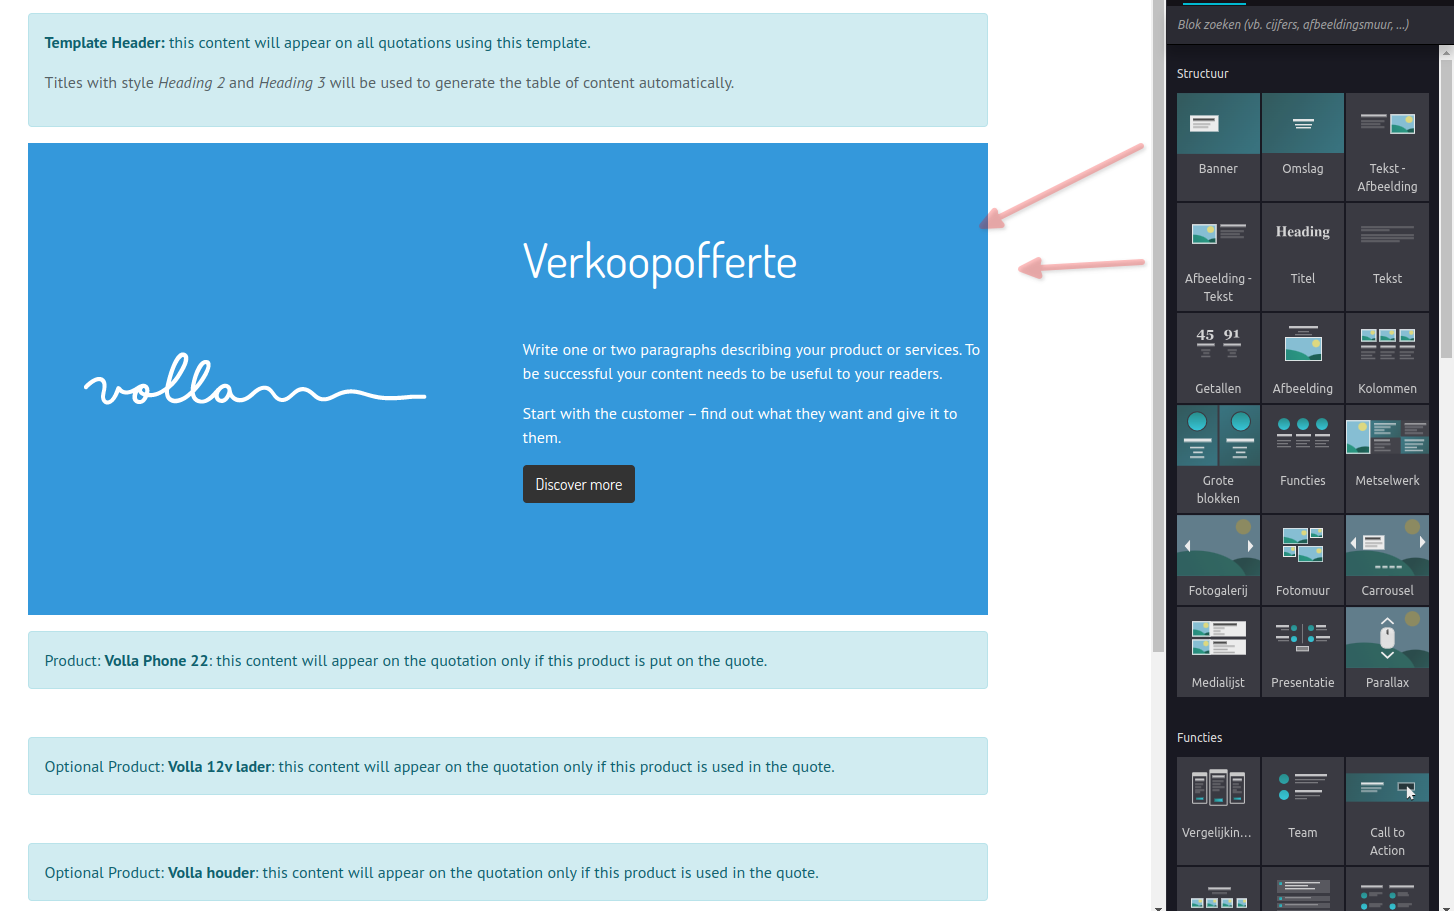 Template Header: this content will appear on all quotations using this template.
Titles with style Heading 2 and Heading 3 will be used to generate the table of content automatically.
volla
Verkoopofferte
Write one or two paragraphs describing your product or services. To
be successful your content needs to be useful to your readers.
Start with the customer – find out what they want and give it to
them.
Discover more
Product: Volla Phone 22: this content will appear on the quotation only if this product is put on the quote.
Optional Product: Volla 12v lader: this content will appear on the quotation only if this product is used in the quote.
Optional Product: Volla houder: this content will appear on the quotation only if this product is used in the quote.
Blok zoeken (vb. cijfers, afbeeldingsmuur, ...)
Structuur
Banner
Omslag
Tekst -
Afbeelding
Afbeelding -
Tekst
Heading
Titel
Tekst
45 91
Getallen
Afbeelding
Kolommen
Grote
blokken
Functies
Metselwerk
Fotogalerij
Fotomuur
Carrousel
Medialijst
Presentatie
Parallax
Functies
Vergelijkin...
Team
Call to
Action